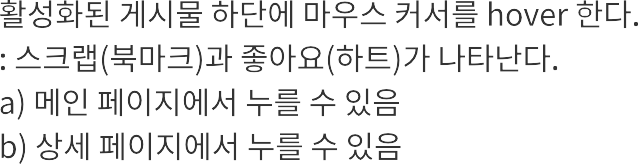 활성화된 게시물 하단에 마우스 커서를 hover 한다.
: 스크랩(북마크)과 좋아요(하트)가 나타난다.
a) 메인 페이지에서 누를 수 있음
b) 상세 페이지에서 누를 수 있음